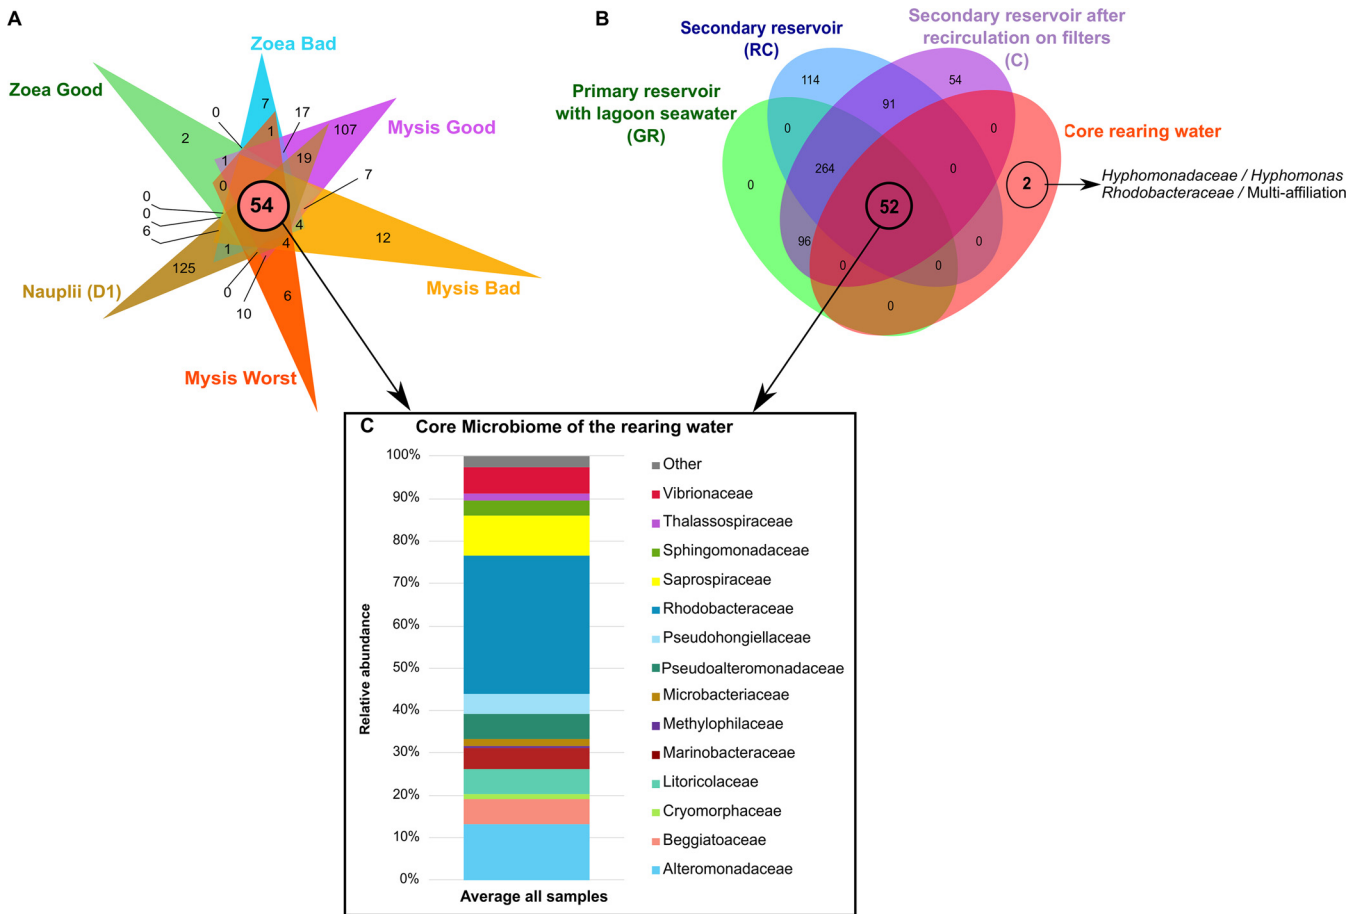 A
Zoea Bad
Zoea Good
Mysis Good
0
7
17
107
2
1
19
1
7
0
54
0
0
4
6
4
12
1
125
Mysis Bad
Nauplii (D1)
0
6
10
Mysis Worst
B
Secondary reservoir
(RC)
Secondary reservoir after
recirculation on filters
(C)
Primary reservoir
with lagoon seawater
(GR)
Core rearing water
114
54
91
0
0
264
0
0
2
Hyphomonadaceae / Hyphomonas
Rhodobacteraceae / Multi-affiliation
52
96
0
0
0
0
C Core Microbiome of the rearing water
100%
90%
80%
70%
60%
50%
40%
30%
20%
10%
0%
Relative abundance
Average all samples
Other
Vibrionaceae
Thalassospiraceae
Sphingomonadaceae
Saprospiraceae
Rhodobacteraceae
Pseudohongiellaceae
Pseudoalteromonadaceae
Microbacteriaceae
Methylophilaceae
Marinobacteraceae
Litoricolaceae
Cryomorphaceae
Beggiatoaceae
Alteromonadaceae